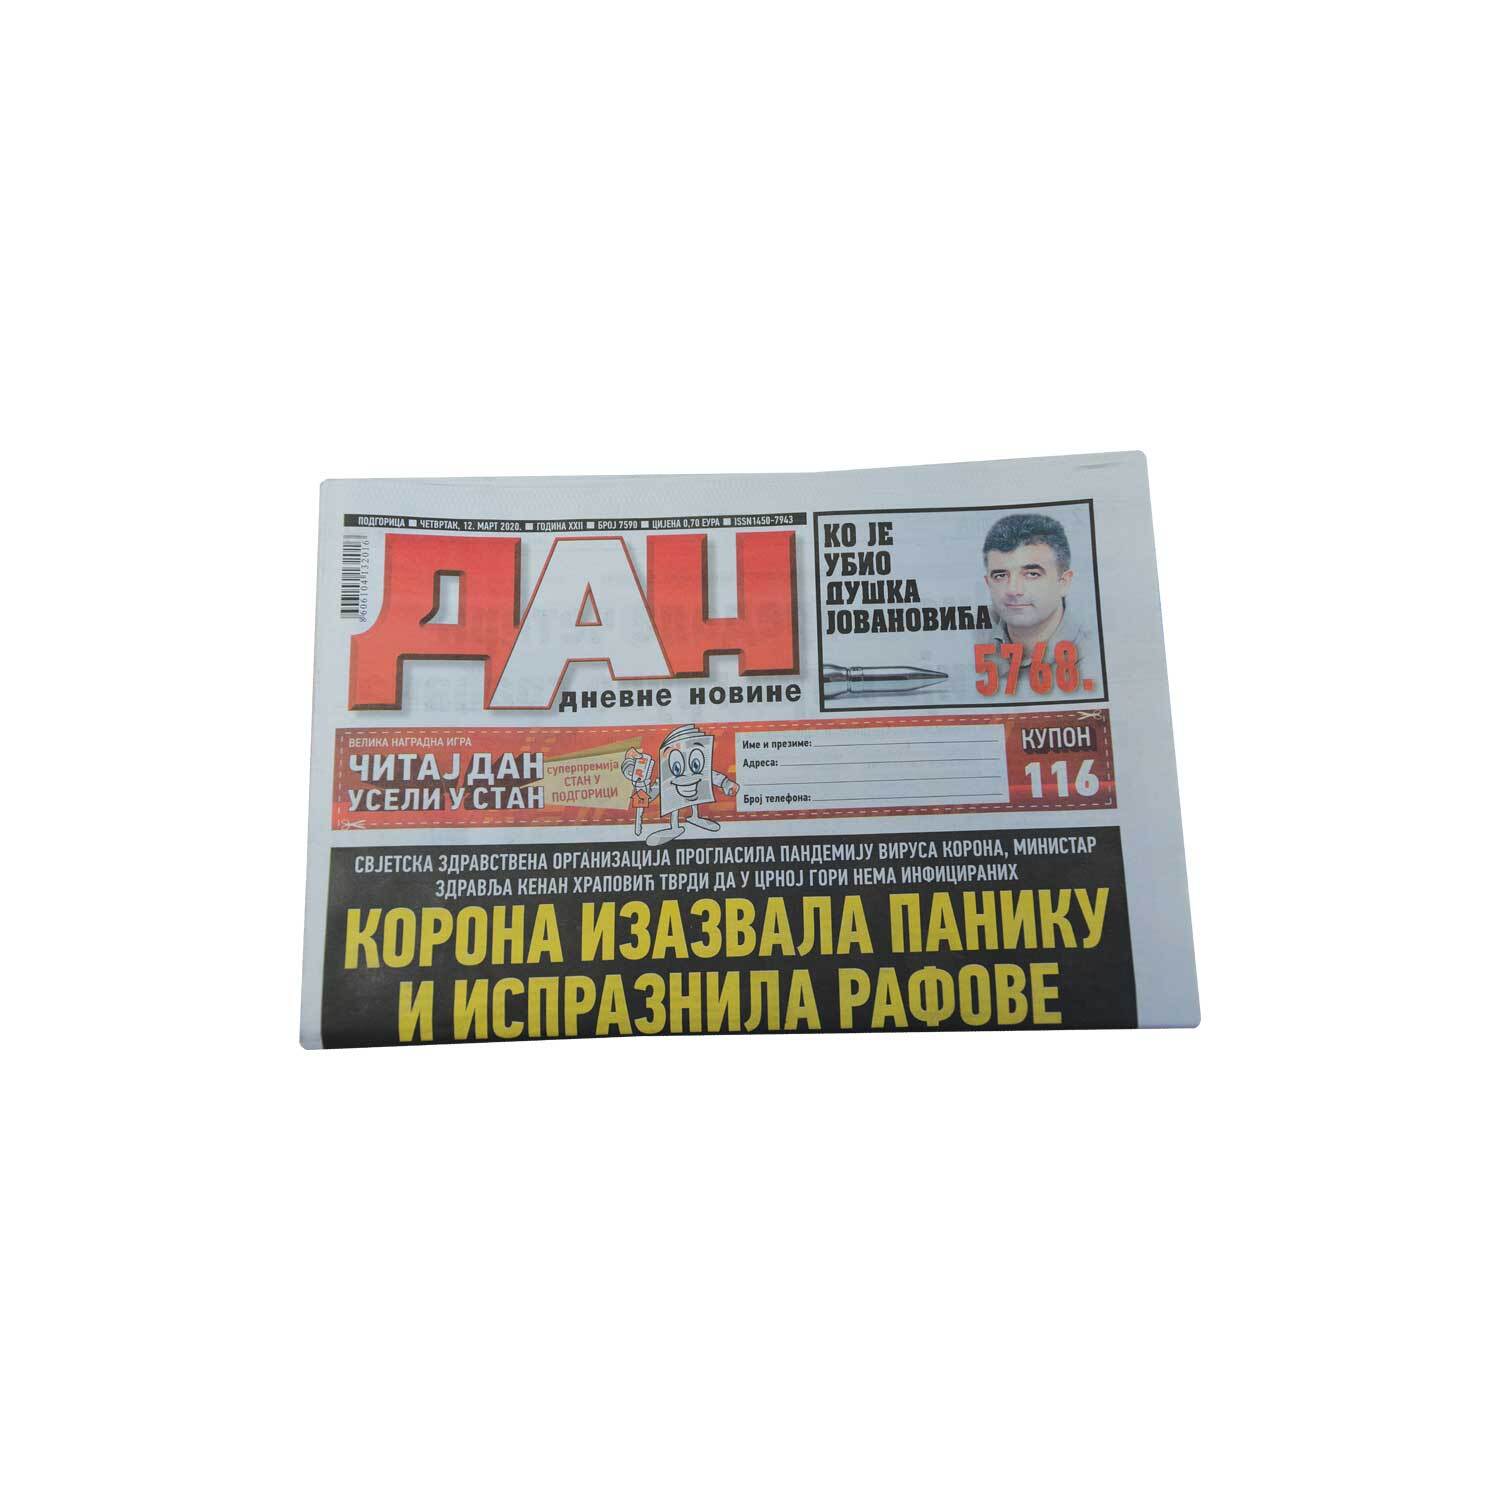 ПОДГОРИЦА ■ ЧЕТВРТАК, 12. МАРТ 2020. ■ ГОДИНА XXII ■ БРОЈ 7590 ■ ЦИЈЕНА 0,70 ЕУРА ■ ISSN1450-7943
8606104132016
ДАН
дневне новине
КО ЈЕ
УБИО
ДУШКА
ЈОВАНОВИЋА
5768.
ВЕЛИКА НАГРАДНА ИГРА
ЧИТАЈ ДАН
УСЕЛИ У СТАН
суперпремија
СТАН У
ПОДГОРИЦИ
ДАН
Име и презиме:
Адреса:
Број телефона:
КУПОН
116
СВЈЕТСКА ЗДРАВСТВЕНА ОРГАНИЗАЦИЈА ПРОГЛАСИЛА ПАНДЕМИЈУ ВИРУСА КОРОНА, МИНИСТАР
ЗДРАВЉА КЕНАН ХРАПОВИЋ ТВРДИ ДА У ЦРНОЈ ГОРИ НЕМА ИНФИЦИРАНИХ
КОРОНА ИЗАЗВАЛА ПАНИКУ
И ИСПРАЗНИЛА РАФОВЕ